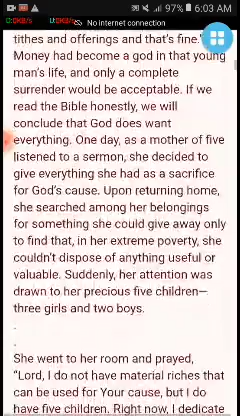 U:0KB/s
D:0KB/s
97%
6:03 AM
No internet connection
tithes and offerings and that's fine."
Money had become a god in that young
man's life, and only a complete
surrender would be acceptable. If we
read the Bible honestly, we will
conclude that God does want
everything. One day, as a mother of five
listened to a sermon, she decided to
give everything she had as a sacrifice
for God's cause. Upon returning home,
she searched among her belongings
for something she could give away only
to find that, in her extreme poverty, she
couldn't dispose of anything useful or
valuable. Suddenly, her attention was
drawn to her precious five children—
three girls and two boys.
.
.
She went to her room and prayed,
"Lord, I do not have material riches that
can be used for Your cause, but I do
have five children. Right now, I dedicate